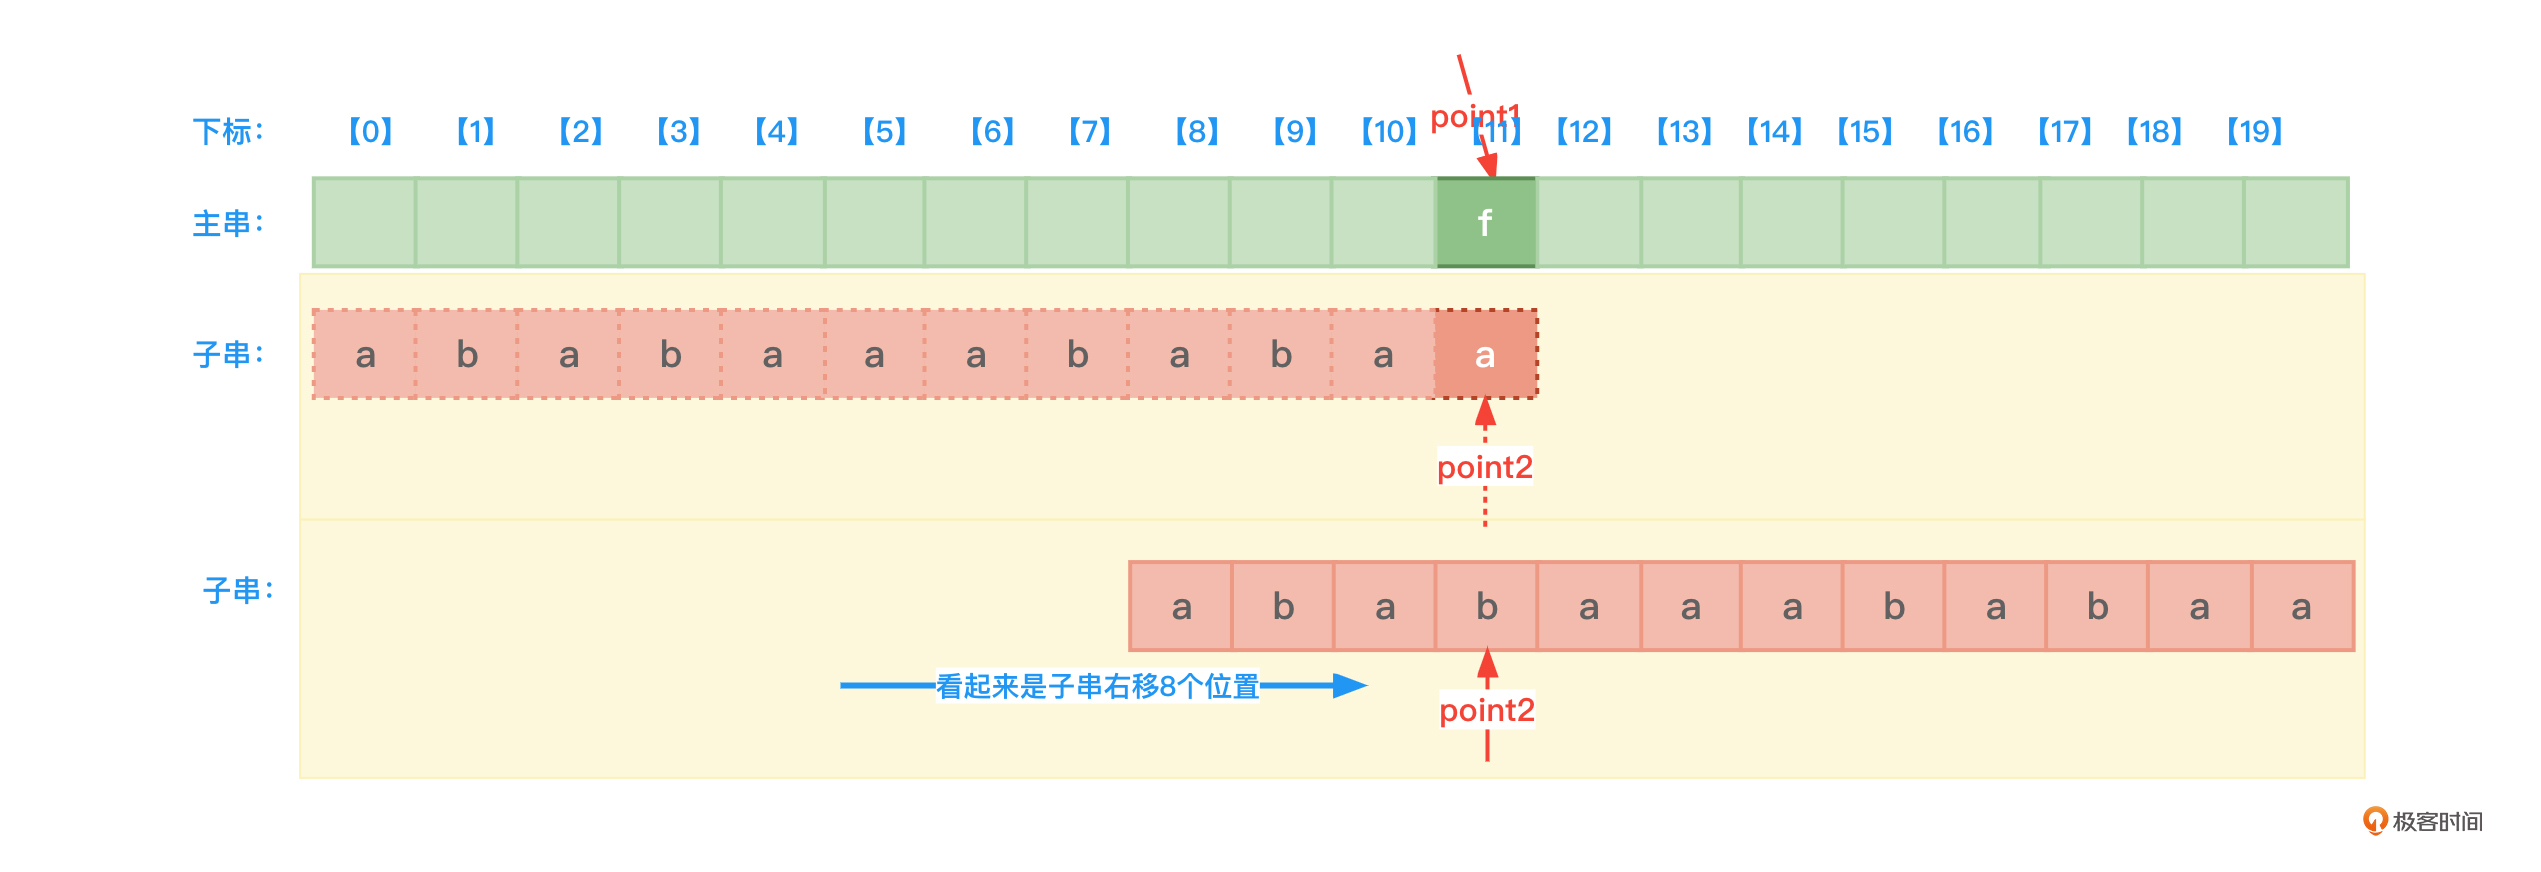 point1
下标： 【0】 【1】 【2】 【3】 【4】 【5】 【6】 【7】 【8】 【9】 【10】 【11】 【12】 【13】 【14】 【15】 【16】 【17】 【18】 【19】
主串： f
子串： a b a b a a a b a b a a
point2
子串： a b a b a a a b a b a a
看起来是子串右移8个位置
point2
极客时间